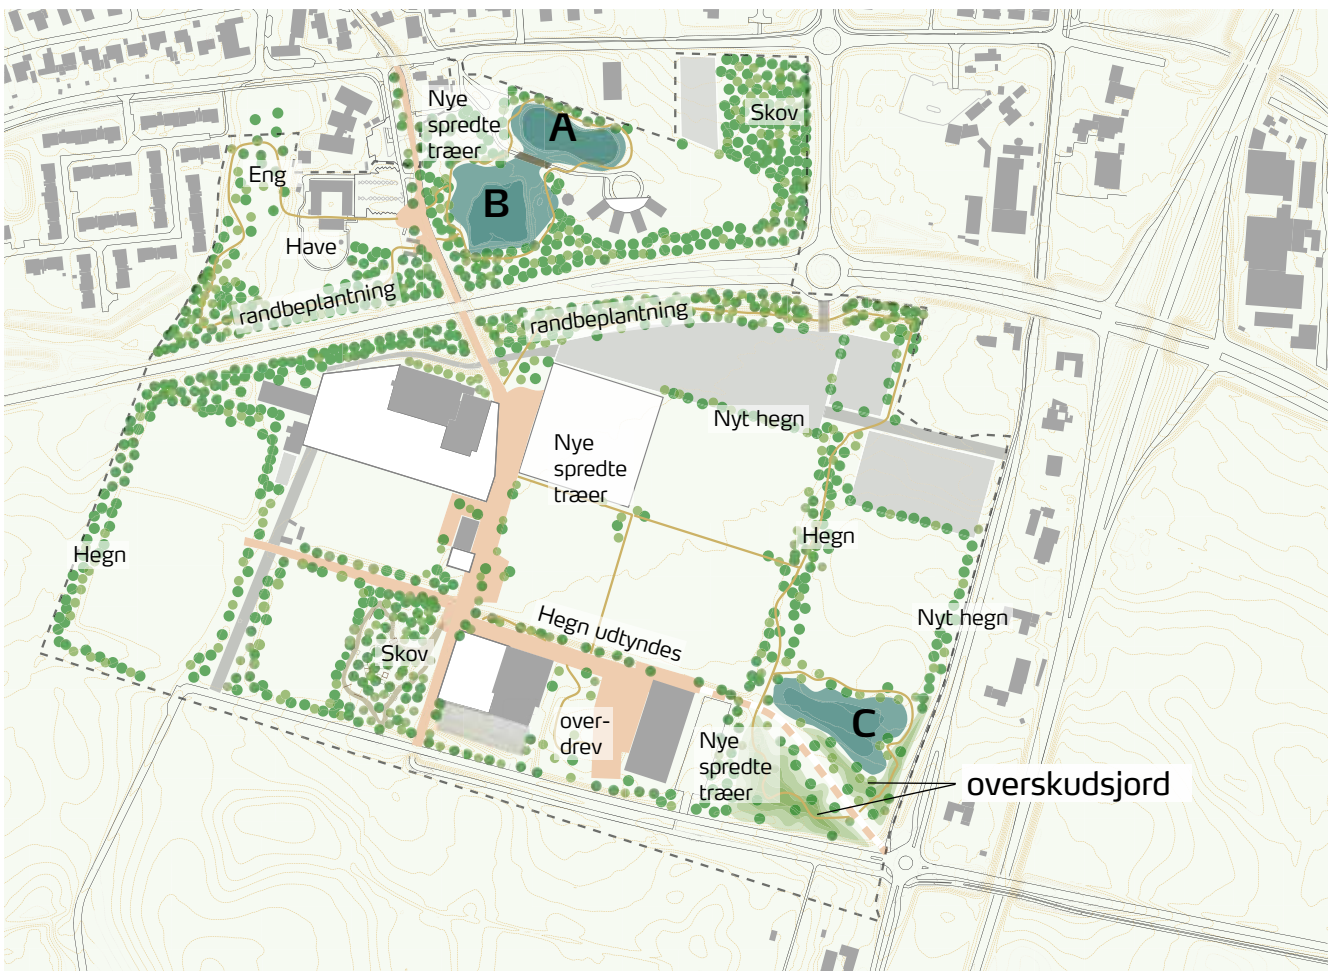 Nye
spredte
træer
A
Skov
Eng
B
Have
randbeplantning
randbeplantning
Nyt hegn
Nye
spredte
træer
Hegn
Hegn
Hegn udtyndes
Nyt hegn
Skov
over-
drev
C
Nye
spredte
træer
overskudsjord